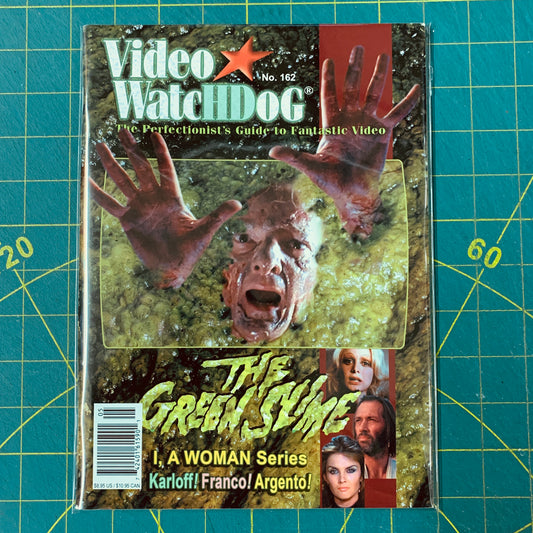 Video
No. 162
WatcHDoG®
The Perfectionist's Guide to Fantastic Video
20
60
THE
GREEN SLIME
I, A WOMAN Series
Karloff! Franco! Argento!
05
$8.95 US / $10.95 CAN